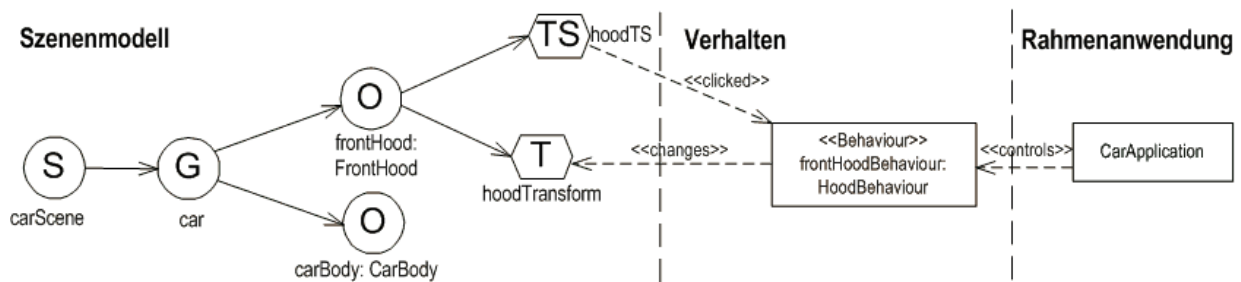 Szenenmodell
Verhalten
Rahmenanwendung
TS
hoodTS
<<clicked>>
O
frontHood:
FrontHood
S
carScene
G
car
T
hoodTransform
<<changes>>
<<Behaviour>>
frontHoodBehaviour:
HoodBehaviour
<<controls>>
CarApplication
O
carBody: CarBody